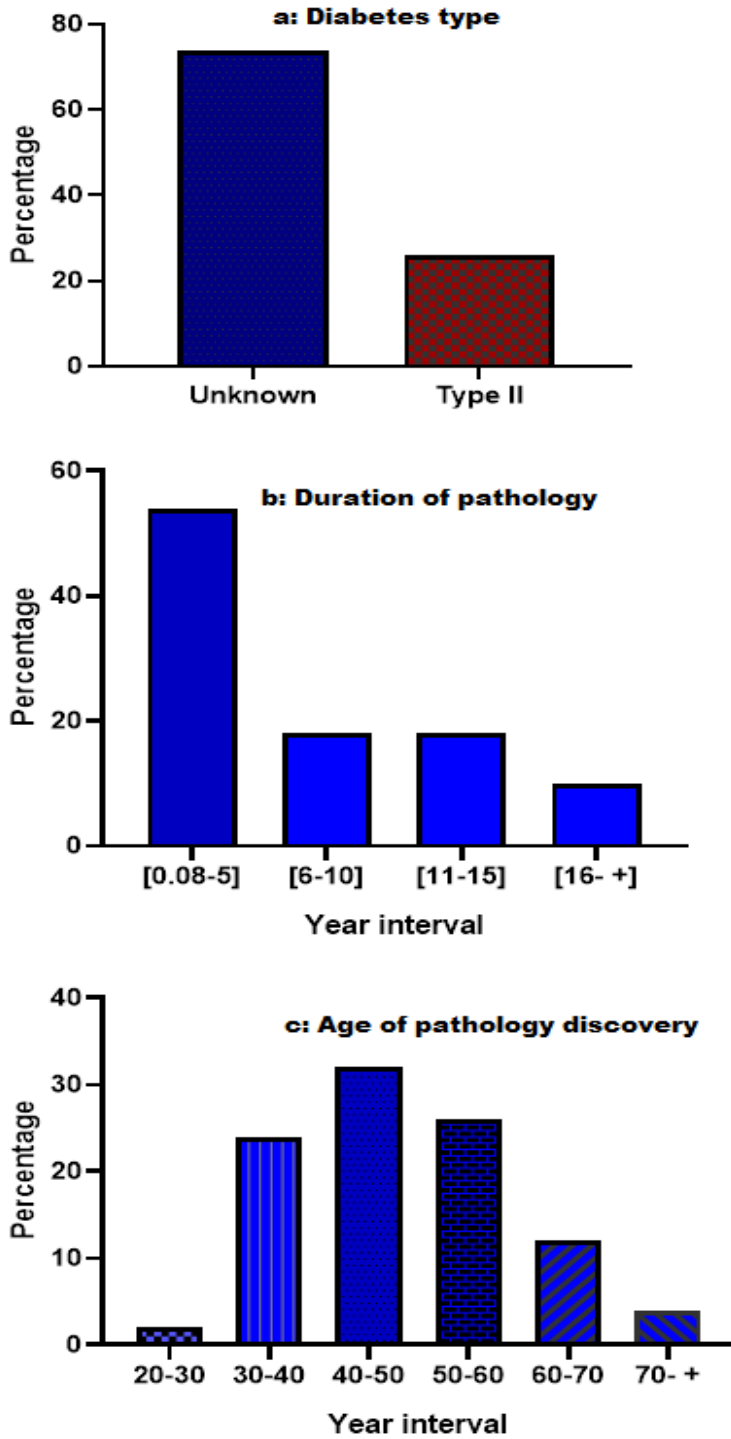 a: Diabetes type
80
60
40
20
0
Percentage
Unknown Type II
b: Duration of pathology
60
40
20
0
Percentage
[0.08-5] [6-10] [11-15] [16- +]
Year interval
c: Age of pathology discovery
40
30
20
10
0
Percentage
20-30 30-40 40-50 50-60 60-70 70- +
Year interval